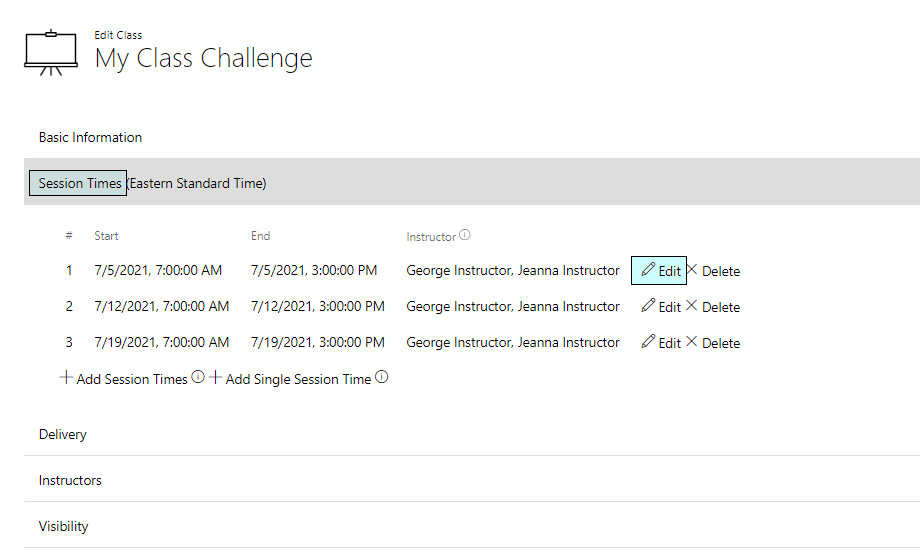 Edit Class
My Class Challenge
Basic Information
Session Times (Eastern Standard Time)
# Start End Instructor
1 7/5/2021, 7:00:00 AM 7/5/2021, 3:00:00 PM George Instructor, Jeanna Instructor Edit Delete
2 7/12/2021, 7:00:00 AM 7/12/2021, 3:00:00 PM George Instructor, Jeanna Instructor Edit Delete
3 7/19/2021, 7:00:00 AM 7/19/2021, 3:00:00 PM George Instructor, Jeanna Instructor Edit Delete
Add Session Times Add Single Session Time
Delivery
Instructors
Visibility